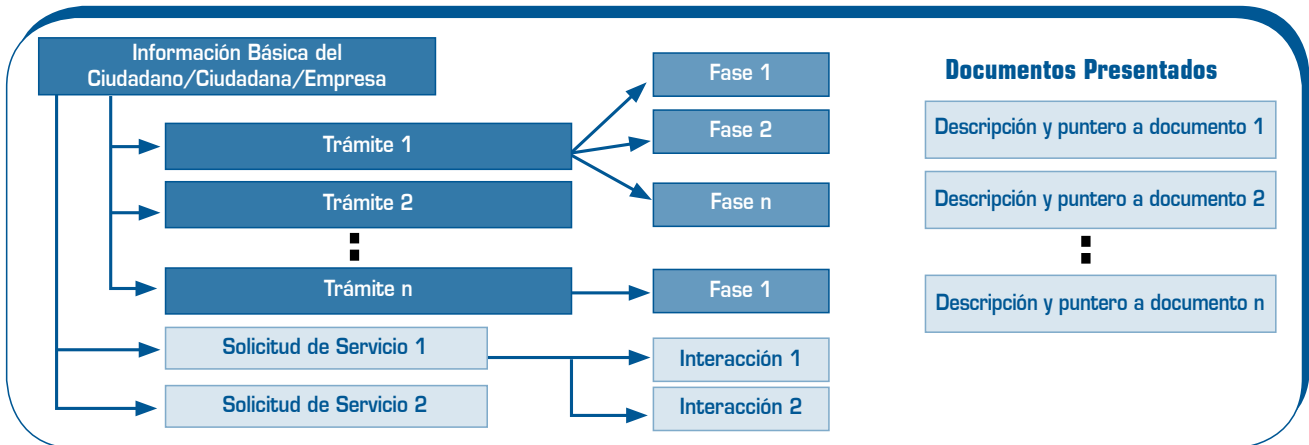 Información Básica del
Ciudadano/Ciudadana/Empresa
Trámite 1
Trámite 2
Trámite n
Solicitud de Servicio 1
Solicitud de Servicio 2
Fase 1
Fase 2
Fase n
Fase 1
Interacción 1
Interacción 2
Documentos Presentados
Descripción y puntero a documento 1
Descripción y puntero a documento 2
Descripción y puntero a documento n